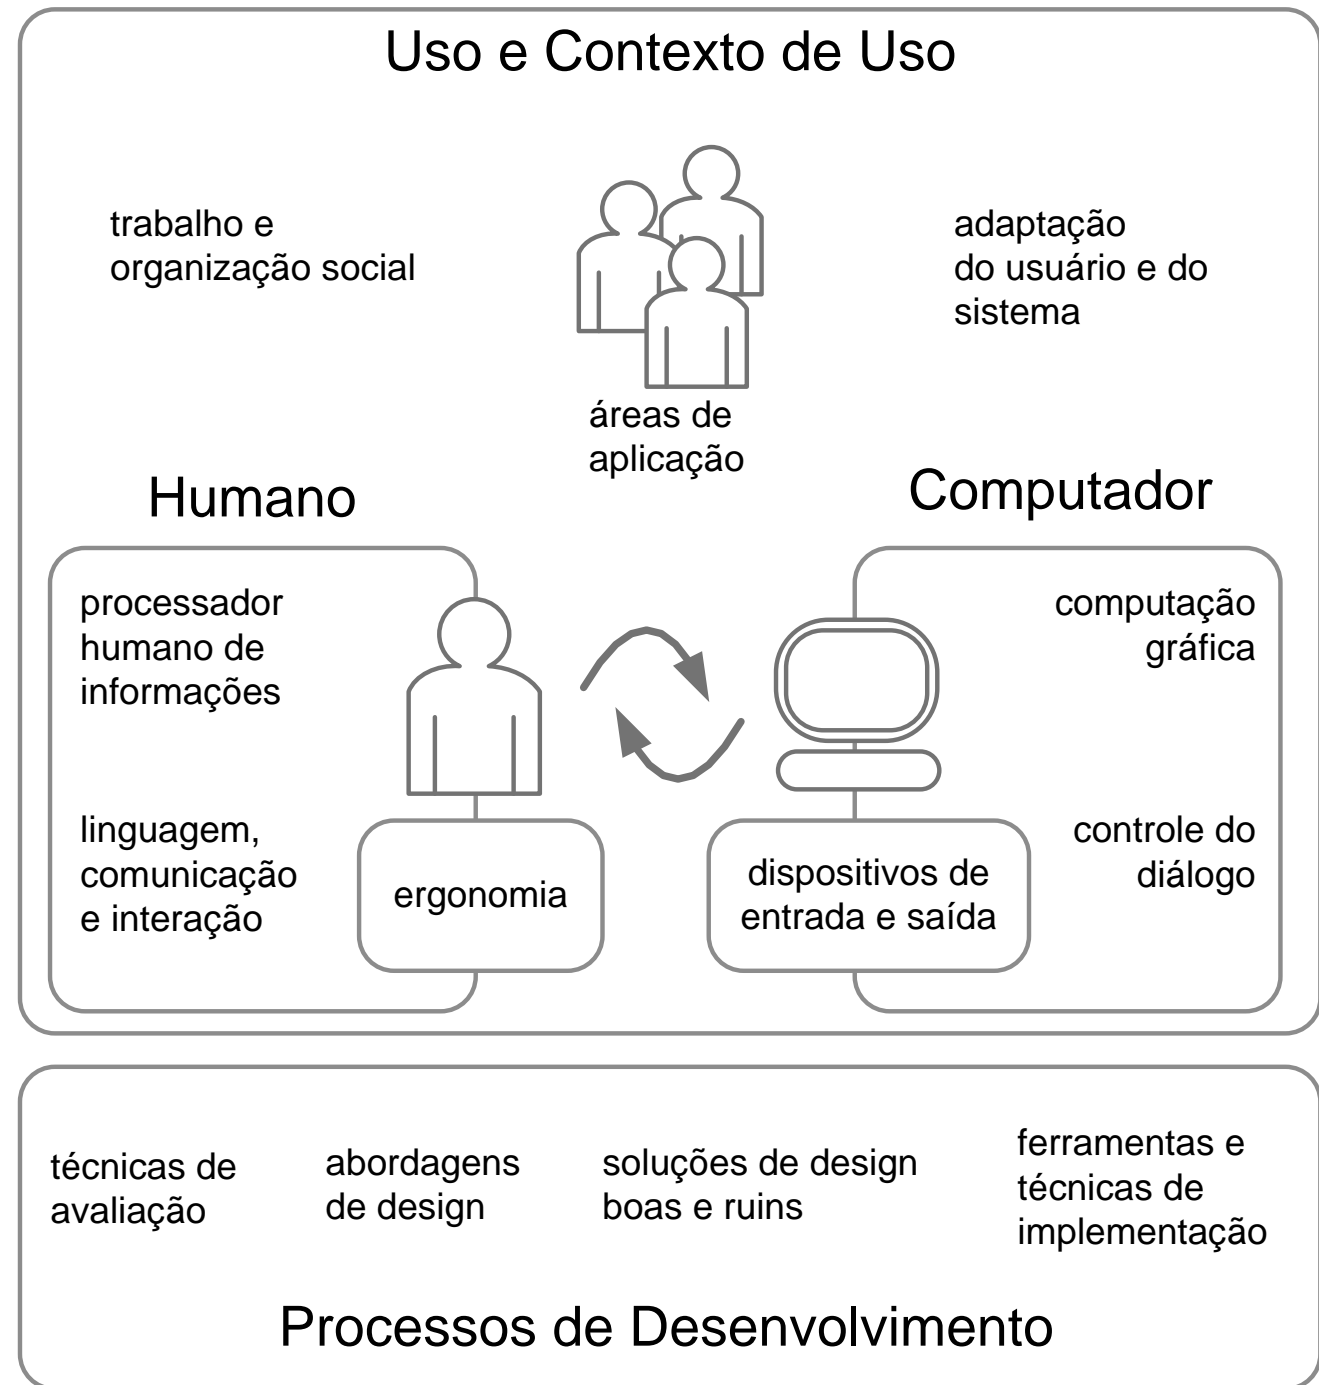 Uso e Contexto de Uso
trabalho e
organização social
adaptação
do usuário e do
sistema
áreas de
aplicação
Humano
Computador
processador
humano de
informações
computação
gráfica
linguagem,
comunicação
e interação
ergonomia
dispositivos de
entrada e saída
controle do
diálogo
técnicas de
avaliação
abordagens
de design
soluções de design
boas e ruins
ferramentas e
técnicas de
implementação
Processos de Desenvolvimento